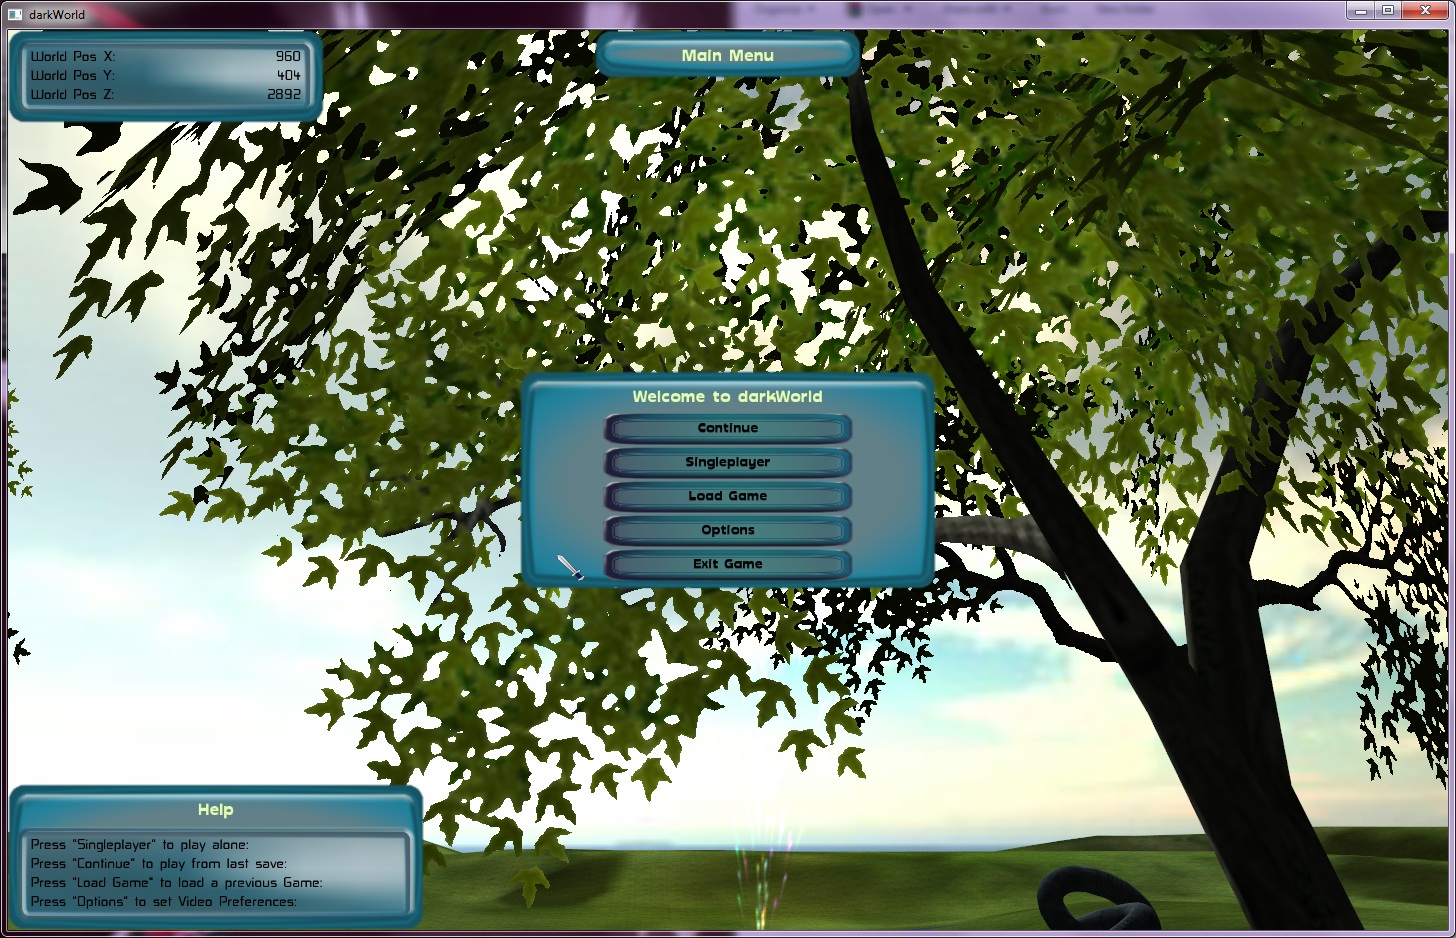 darkWorld
World Pos X: 960
World Pos Y: 404
World Pos Z: 2892
Main Menu
Welcome to darkWorld
Continue
Singleplayer
Load Game
Options
Exit Game
Help
Press "Singleplayer" to play alone:
Press "Continue" to play from last save:
Press "Load Game" to load a previous Game:
Press "Options" to set Video Preferences: